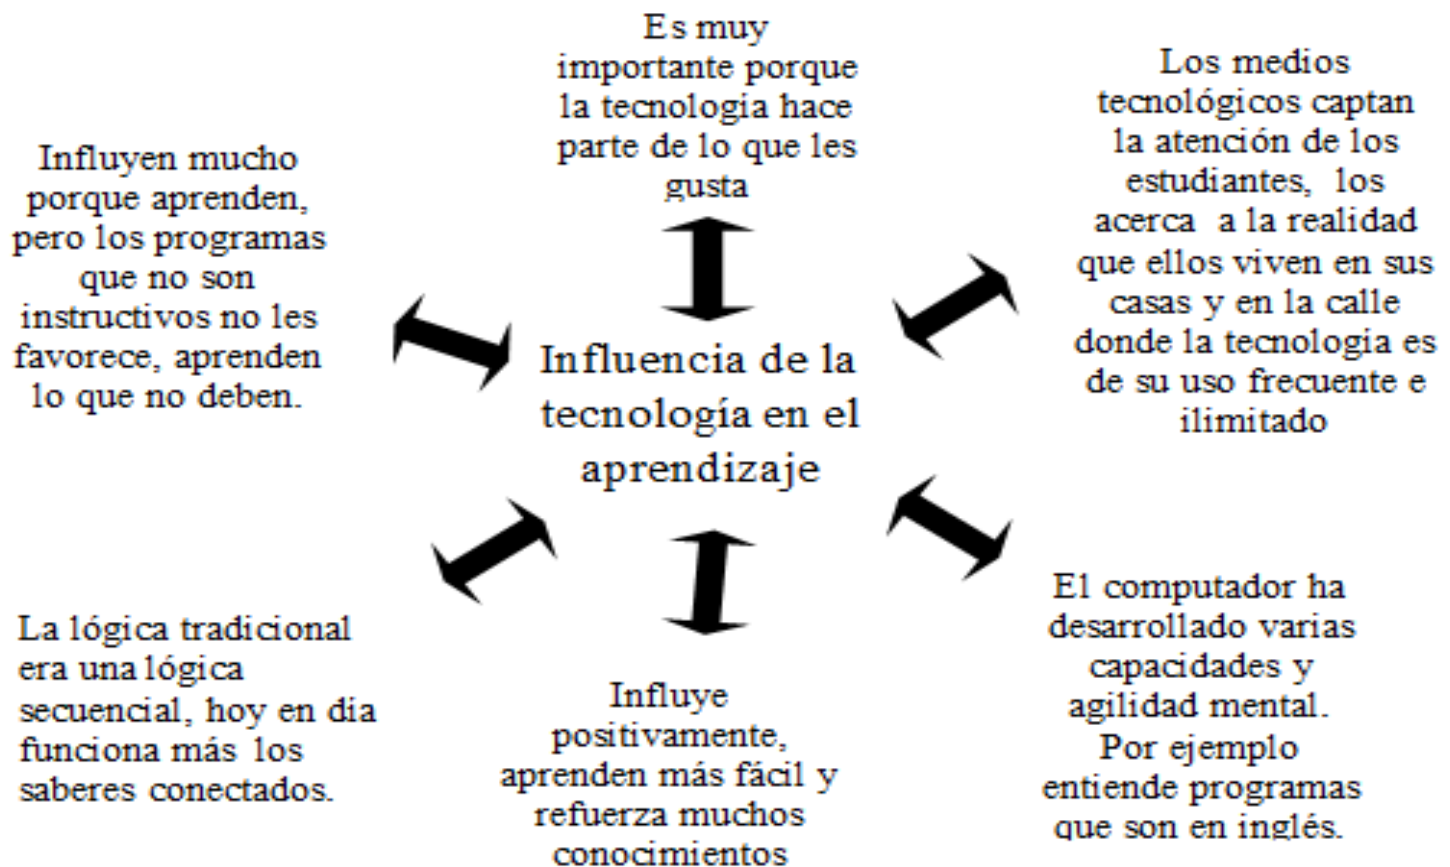 Es muy
importante porque
la tecnología hace
parte de lo que les
gusta
Los medios
tecnológicos captan
la atención de los
estudiantes, los
acerca a la realidad
que ellos viven en sus
casas y en la calle
donde la tecnología es
de su uso frecuente e
ilimitado
Influyen mucho
porque aprenden,
pero los programas
que no son
instructivos no les
favorece, aprenden
lo que no deben.
Influencia de la
tecnología en el
aprendizaje
La lógica tradicional
era una lógica
secuencial, hoy en día
funciona más los
saberes conectados.
Influye
positivamente,
aprenden más fácil y
refuerza muchos
conocimientos
El computador ha
desarrollado varias
capacidades y
agilidad mental.
Por ejemplo
entiende programas
que son en inglés.